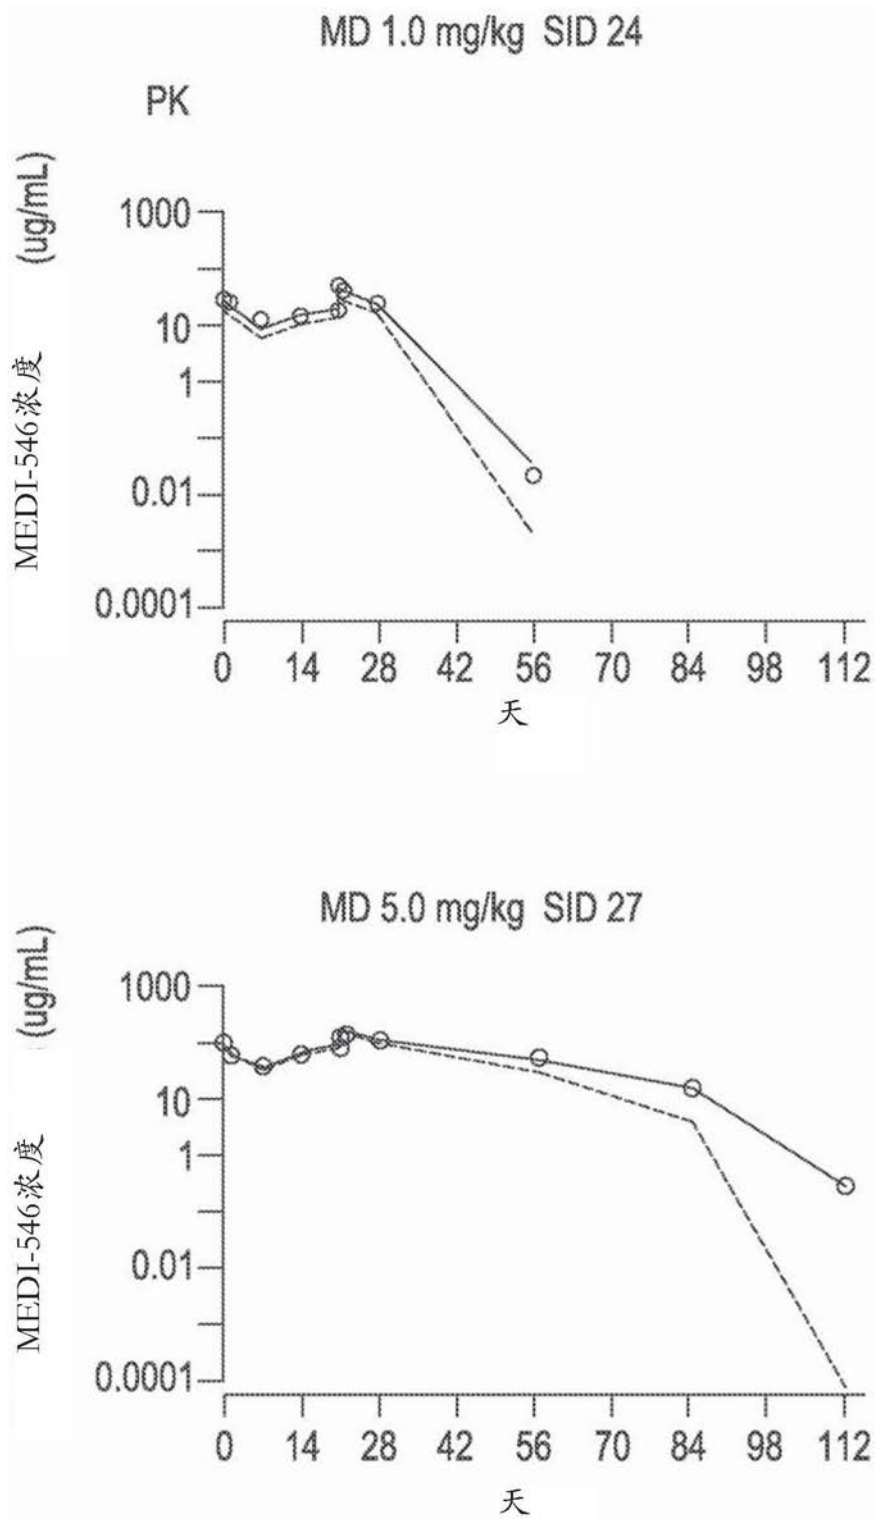 MD 1.0 mg/kg SID 24
PK
MEDI-546浓度 (ug/mL)
1000
10
1
0.01
0.0001
0 14 28 42 56 70 84 98 112
天
MD 5.0 mg/kg SID 27
MEDI-546浓度 (ug/mL)
1000
10
1
0.01
0.0001
0 14 28 42 56 70 84 98 112
天